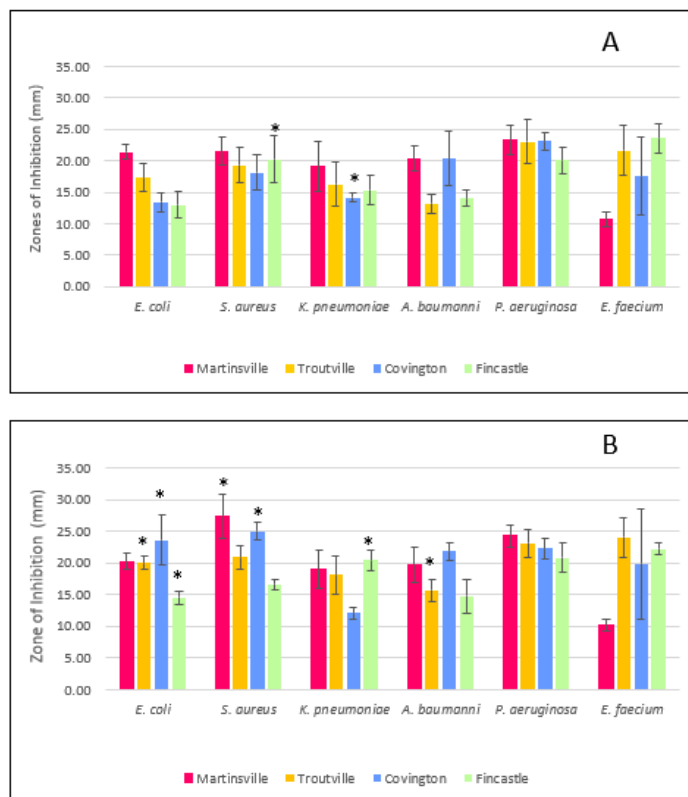 A
35.00
30.00
25.00
20.00
15.00
10.00
5.00
0.00
Zones of Inhibition (mm)
*
*
E. coli S. aureus K. pneumoniae A. baumanni P. aeruginosa E. faecium
Martinsville Troutville Covington Fincastle
B
35.00
30.00
25.00
20.00
15.00
10.00
5.00
0.00
Zone of Inhibition (mm)
* * * * * * *
E. coli S. aureus K. pneumoniae A. baumanni P. aeruginosa E. faecium
Martinsville Troutville Covington Fincastle